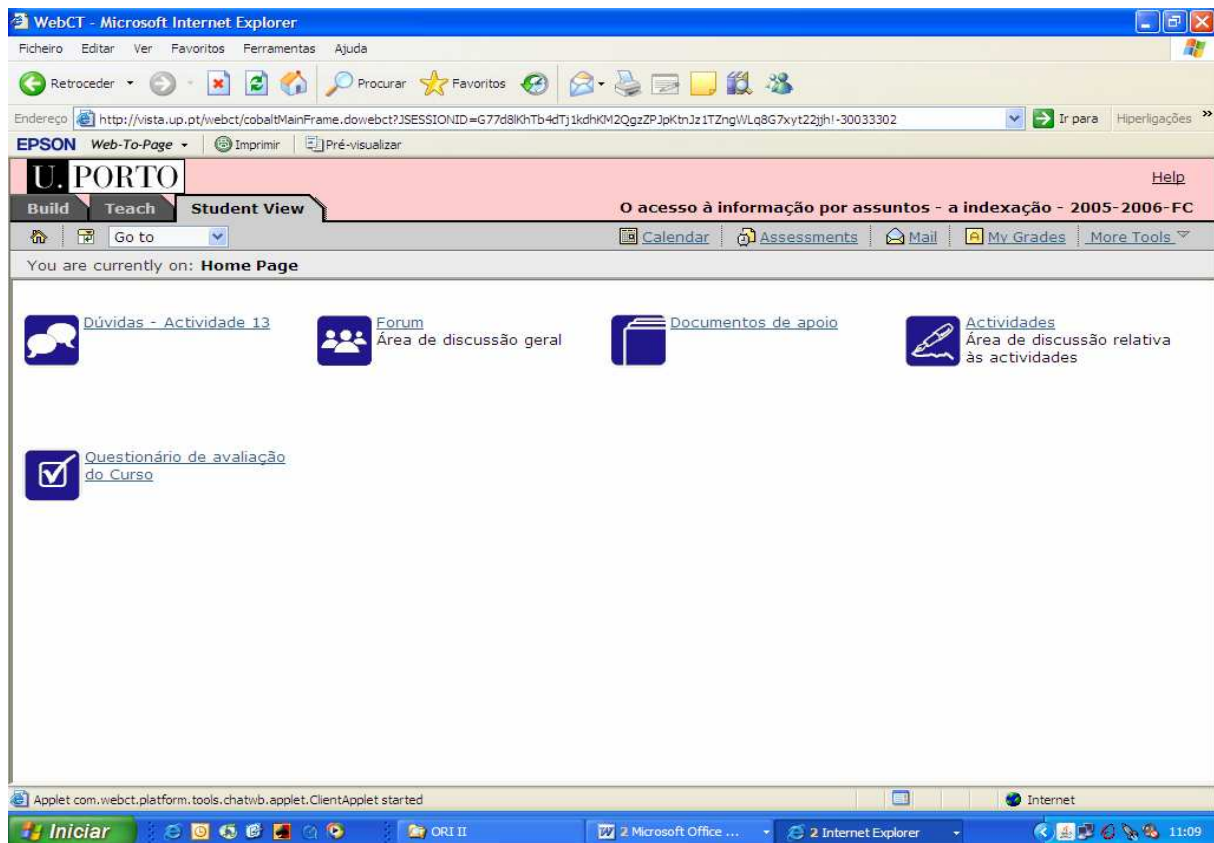 WebCT - Microsoft Internet Explorer
Ficheiro Editar Ver Favoritos Ferramentas Ajuda
Retroceder Procurar Favoritos
Endereço http://vista.up.pt/webct/cobaltMainFrame.dowebct?JSESSIONID=G77d8lKhTb4dTj1kdhKM2QgzZPJpKtnJz1TZngWLq8G7xyt22jjh!-30033302 Ir para Hiperligações »
EPSON Web-To-Page Imprimir Pré-visualizar
U. PORTO
Help
Build Teach Student View O acesso à informação por assuntos - a indexação - 2005-2006-FC
Go to Calendar Assessments Mail My Grades More Tools
You are currently on: Home Page
Dúvidas - Actividade 13
Forum
Área de discussão geral
Documentos de apoio
Actividades
Área de discussão relativa
às actividades
Questionário de avaliação
do Curso
Applet com.webct.platform.tools.chatwb.applet.ClientApplet started Internet
Iniciar ORI II 2 Microsoft Office ... 2 Internet Explorer 11:09